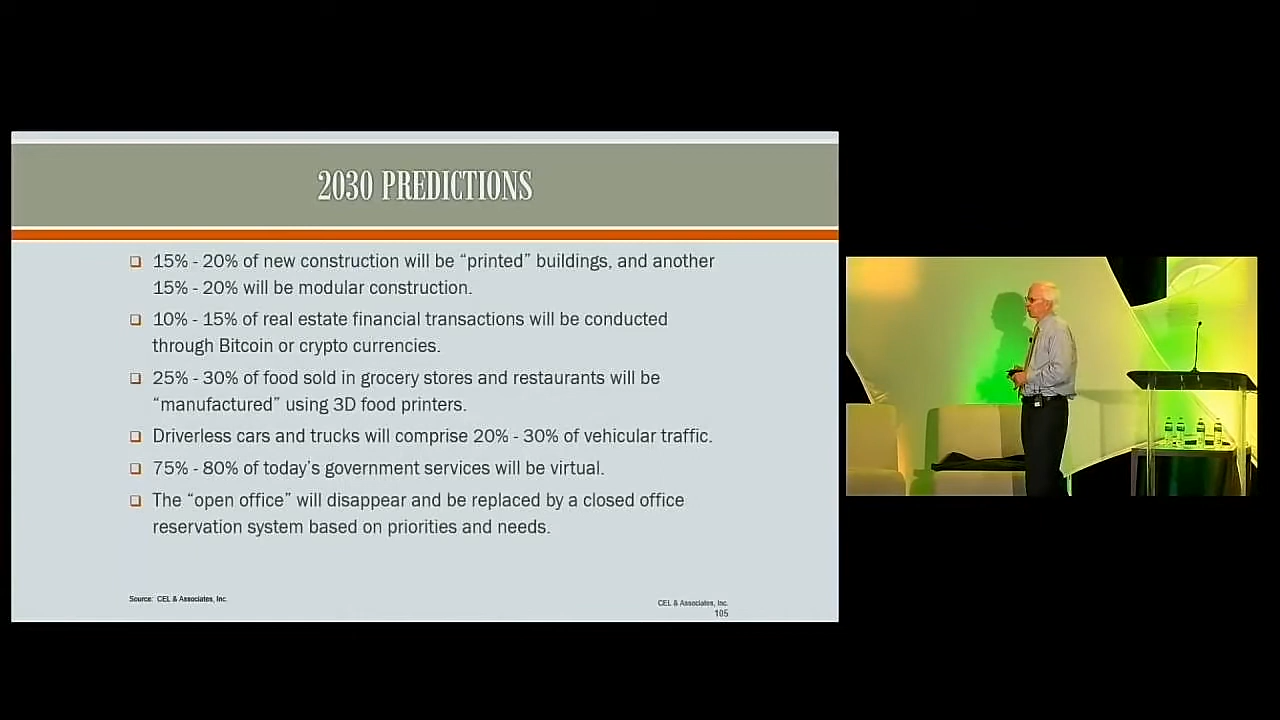 2030 PREDICTIONS
❑ 15% - 20% of new construction will be “printed” buildings, and another
15% - 20% will be modular construction.
❑ 10% - 15% of real estate financial transactions will be conducted
through Bitcoin or crypto currencies.
❑ 25% - 30% of food sold in grocery stores and restaurants will be
“manufactured” using 3D food printers.
❑ Driverless cars and trucks will comprise 20% - 30% of vehicular traffic.
❑ 75% - 80% of today’s government services will be virtual.
❑ The “open office” will disappear and be replaced by a closed office
reservation system based on priorities and needs.
Source: CEL & Associates, Inc.
CEL & Associates, Inc.
105